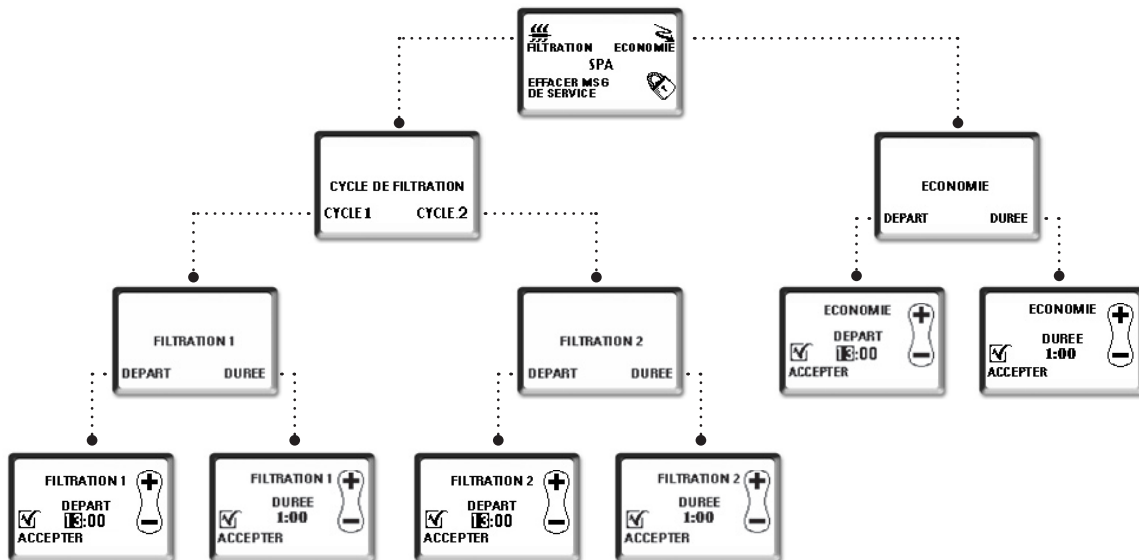 FILTRATION ECONOMIE
SPA
EFFACER MSG
DE SERVICE
CYCLE DE FILTRATION
CYCLE 1 CYCLE.2
ECONOMIE
DEPART DUREE
FILTRATION 1
DEPART DUREE
FILTRATION 2
DEPART DUREE
ECONOMIE
DEPART
13:00
ACCEPTER
ECONOMIE
DUREE
1:00
ACCEPTER
FILTRATION 1
DEPART
13:00
ACCEPTER
FILTRATION 1
DUREE
1:00
ACCEPTER
FILTRATION 2
DEPART
13:00
ACCEPTER
FILTRATION 2
DUREE
1:00
ACCEPTER